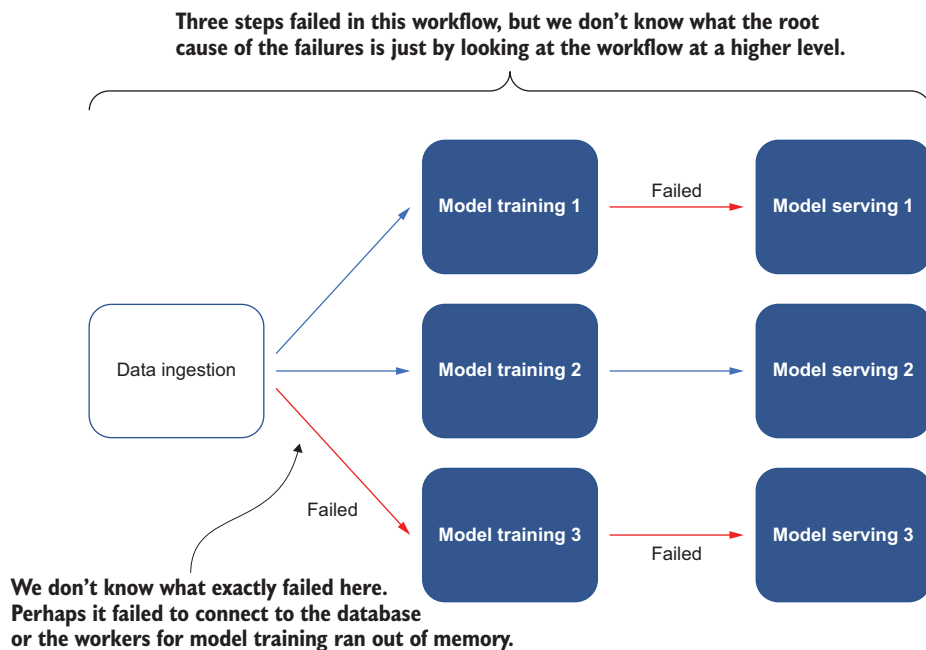 Three steps failed in this workflow, but we don’t know what the root
cause of the failures is just by looking at the workflow at a higher level.
Model training 1
Failed
Model serving 1
Data ingestion
Model training 2
Model serving 2
Failed
Model training 3
Failed
Model serving 3
We don’t know what exactly failed here.
Perhaps it failed to connect to the database
or the workers for model training ran out of memory.